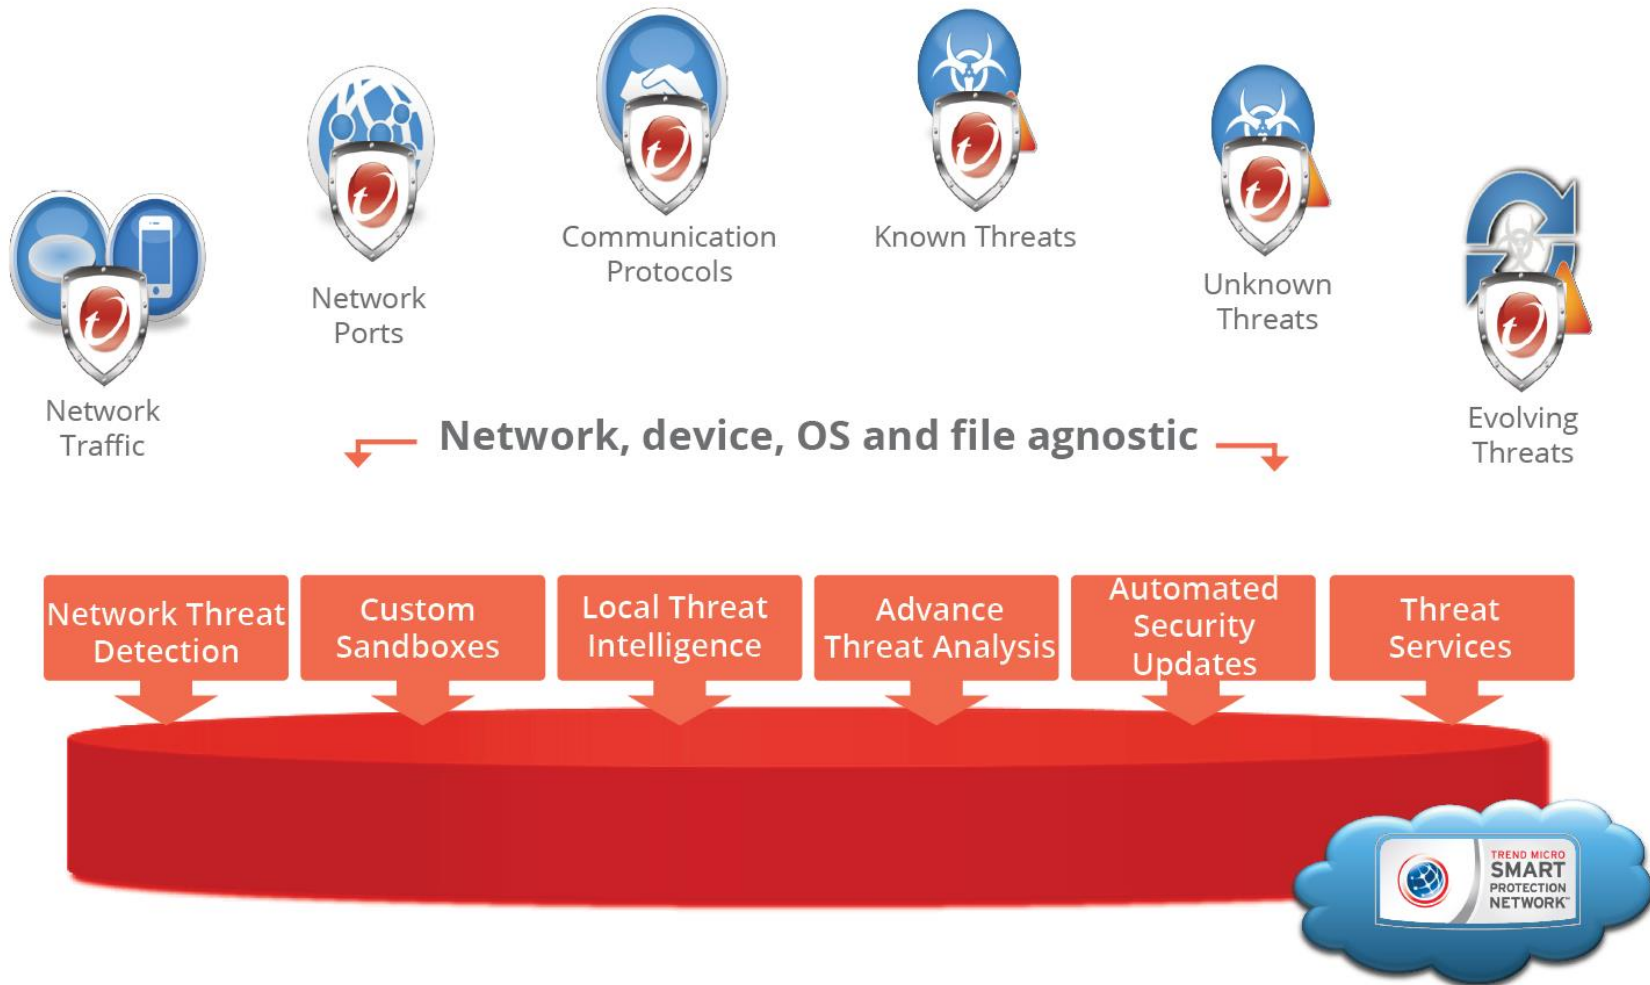 Network
Traffic
Network
Ports
Communication
Protocols
Known Threats
Unknown
Threats
Evolving
Threats
Network, device, OS and file agnostic
Network Threat
Detection
Custom
Sandboxes
Local Threat
Intelligence
Advance
Threat Analysis
Automated
Security
Updates
Threat
Services
TREND MICRO
SMART
PROTECTION
NETWORK™